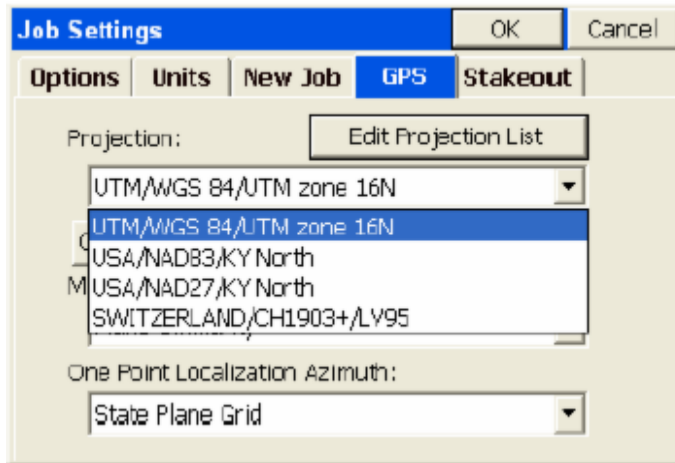 Job Settings OK Cancel
Options Units New Job GPS Stakeout
Projection: Edit Projection List
UTM/WGS 84/UTM zone 16N
UTM/WGS 84/UTM zone 16N
USA/NAD83/KY North
USA/NAD27/KY North
SWITZERLAND/CH1903+/LV95
One Point Localization Azimuth:
State Plane Grid